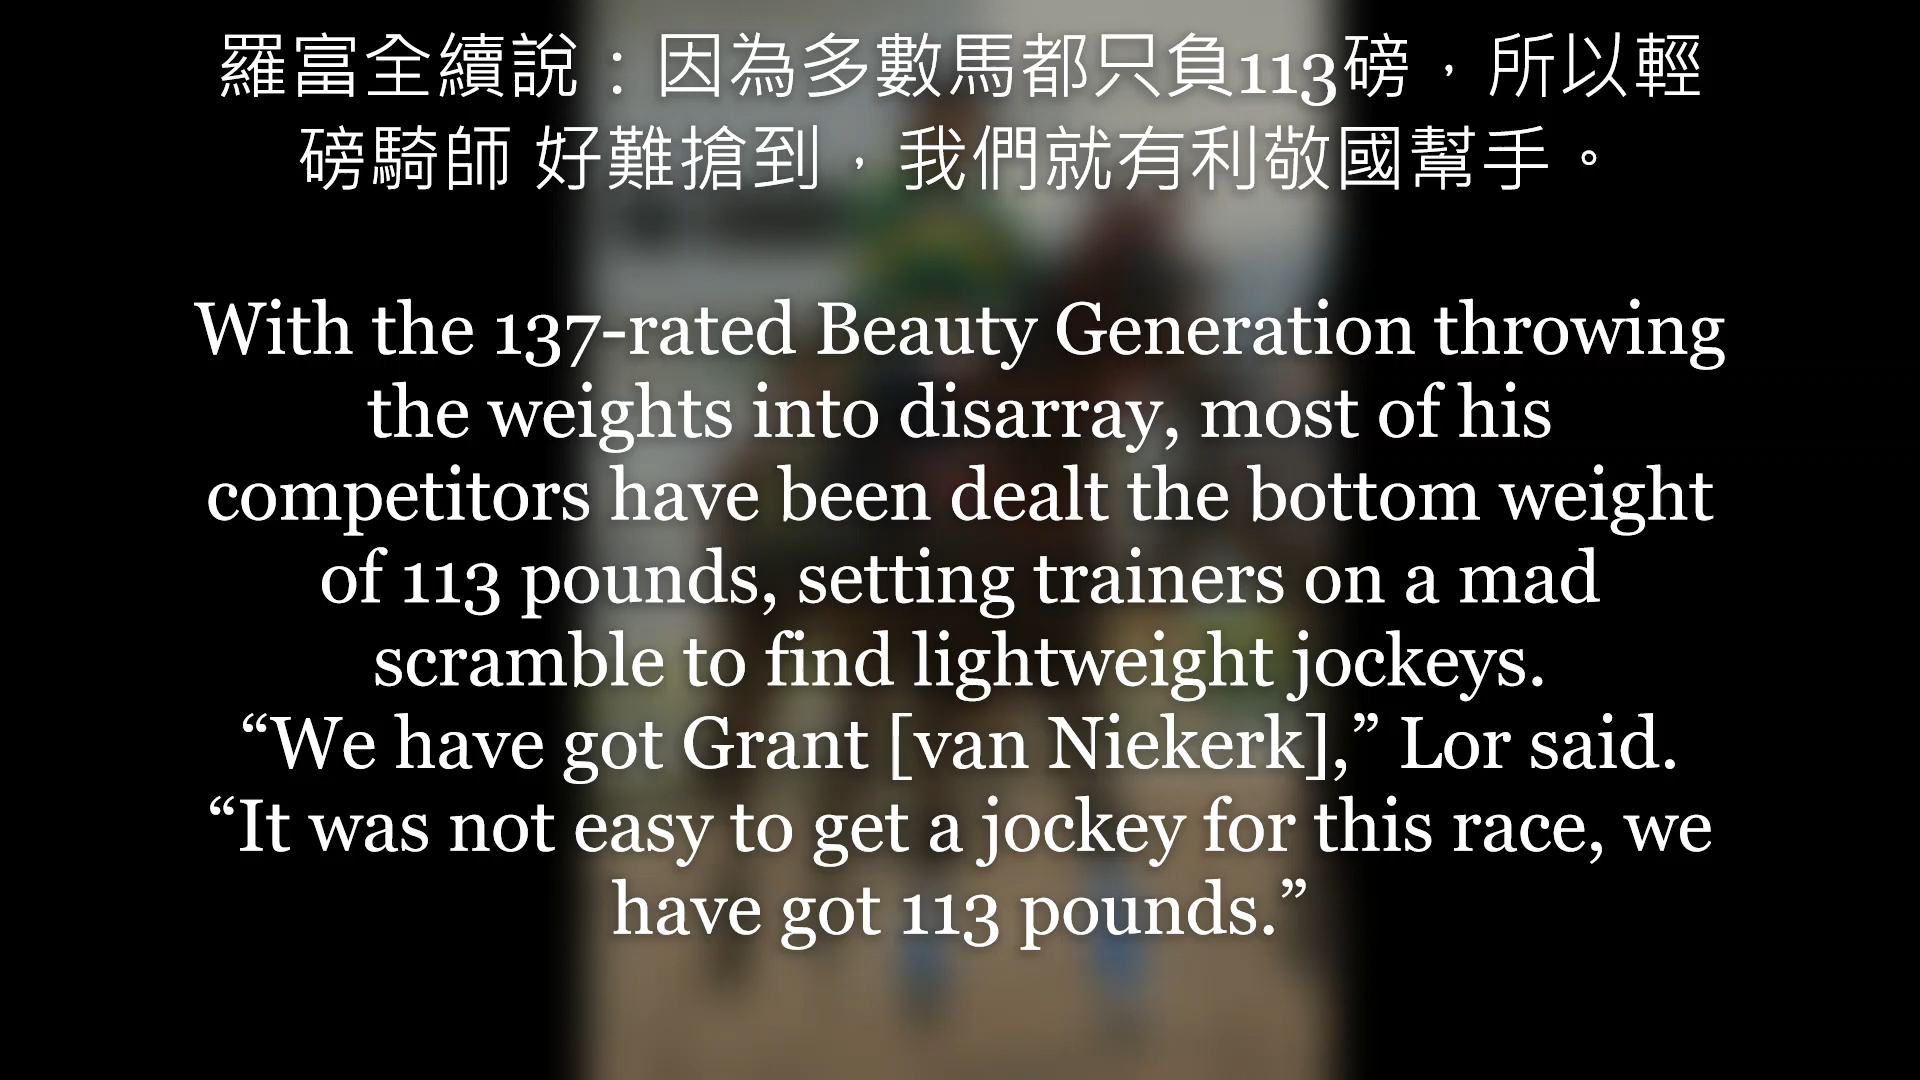 羅富全續說：因為多數馬都只負113磅，所以輕
磅騎師 好難搶到，我們就有利敬國幫手。
With the 137-rated Beauty Generation throwing
the weights into disarray, most of his
competitors have been dealt the bottom weight
of 113 pounds, setting trainers on a mad
scramble to find lightweight jockeys.
“We have got Grant [van Niekerk],” Lor said.
“It was not easy to get a jockey for this race, we
have got 113 pounds.”